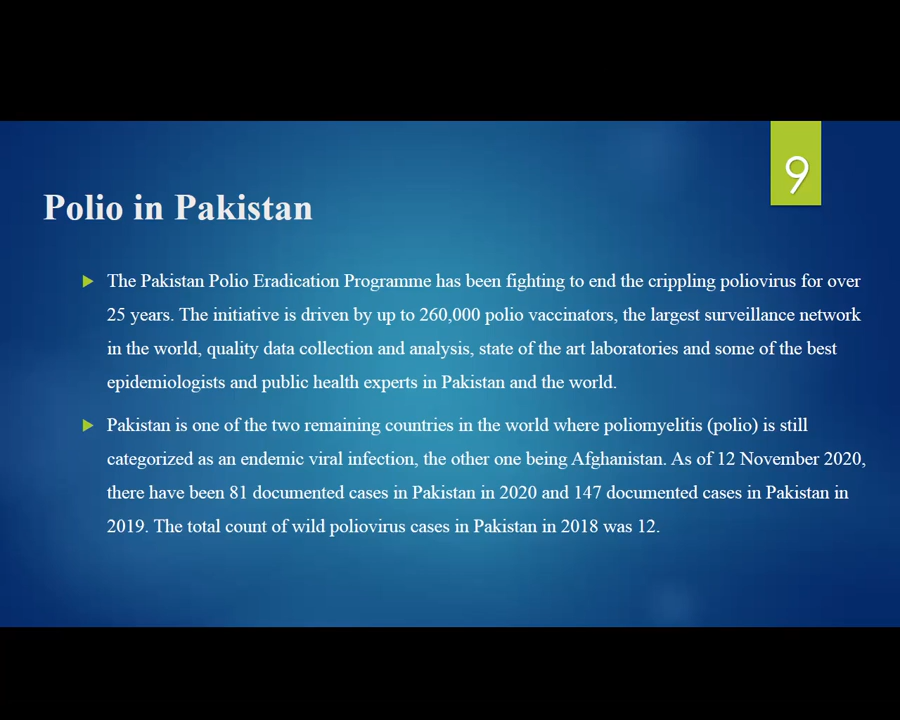 9
Polio in Pakistan
The Pakistan Polio Eradication Programme has been fighting to end the crippling poliovirus for over
25 years. The initiative is driven by up to 260,000 polio vaccinators, the largest surveillance network
in the world, quality data collection and analysis, state of the art laboratories and some of the best
epidemiologists and public health experts in Pakistan and the world.
Pakistan is one of the two remaining countries in the world where poliomyelitis (polio) is still
categorized as an endemic viral infection, the other one being Afghanistan. As of 12 November 2020,
there have been 81 documented cases in Pakistan in 2020 and 147 documented cases in Pakistan in
2019. The total count of wild poliovirus cases in Pakistan in 2018 was 12.